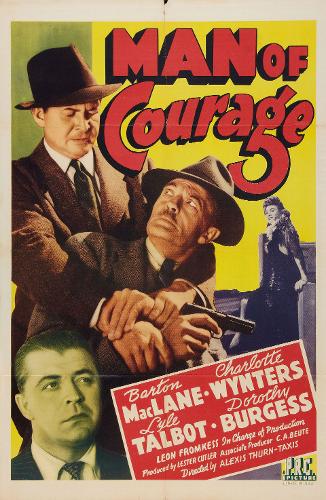 MAN OF
Courage
Barton Charlotte
MacLANE · WYNTERS
Lyle Dorothy
TALBOT · BURGESS
LEON FROMKESS In Charge of Production
Produced by LESTER CUTLER Associate Producer C.A. BEUTE
Directed by ALEXIS THURN-TAXIS
PRC
PICTURE